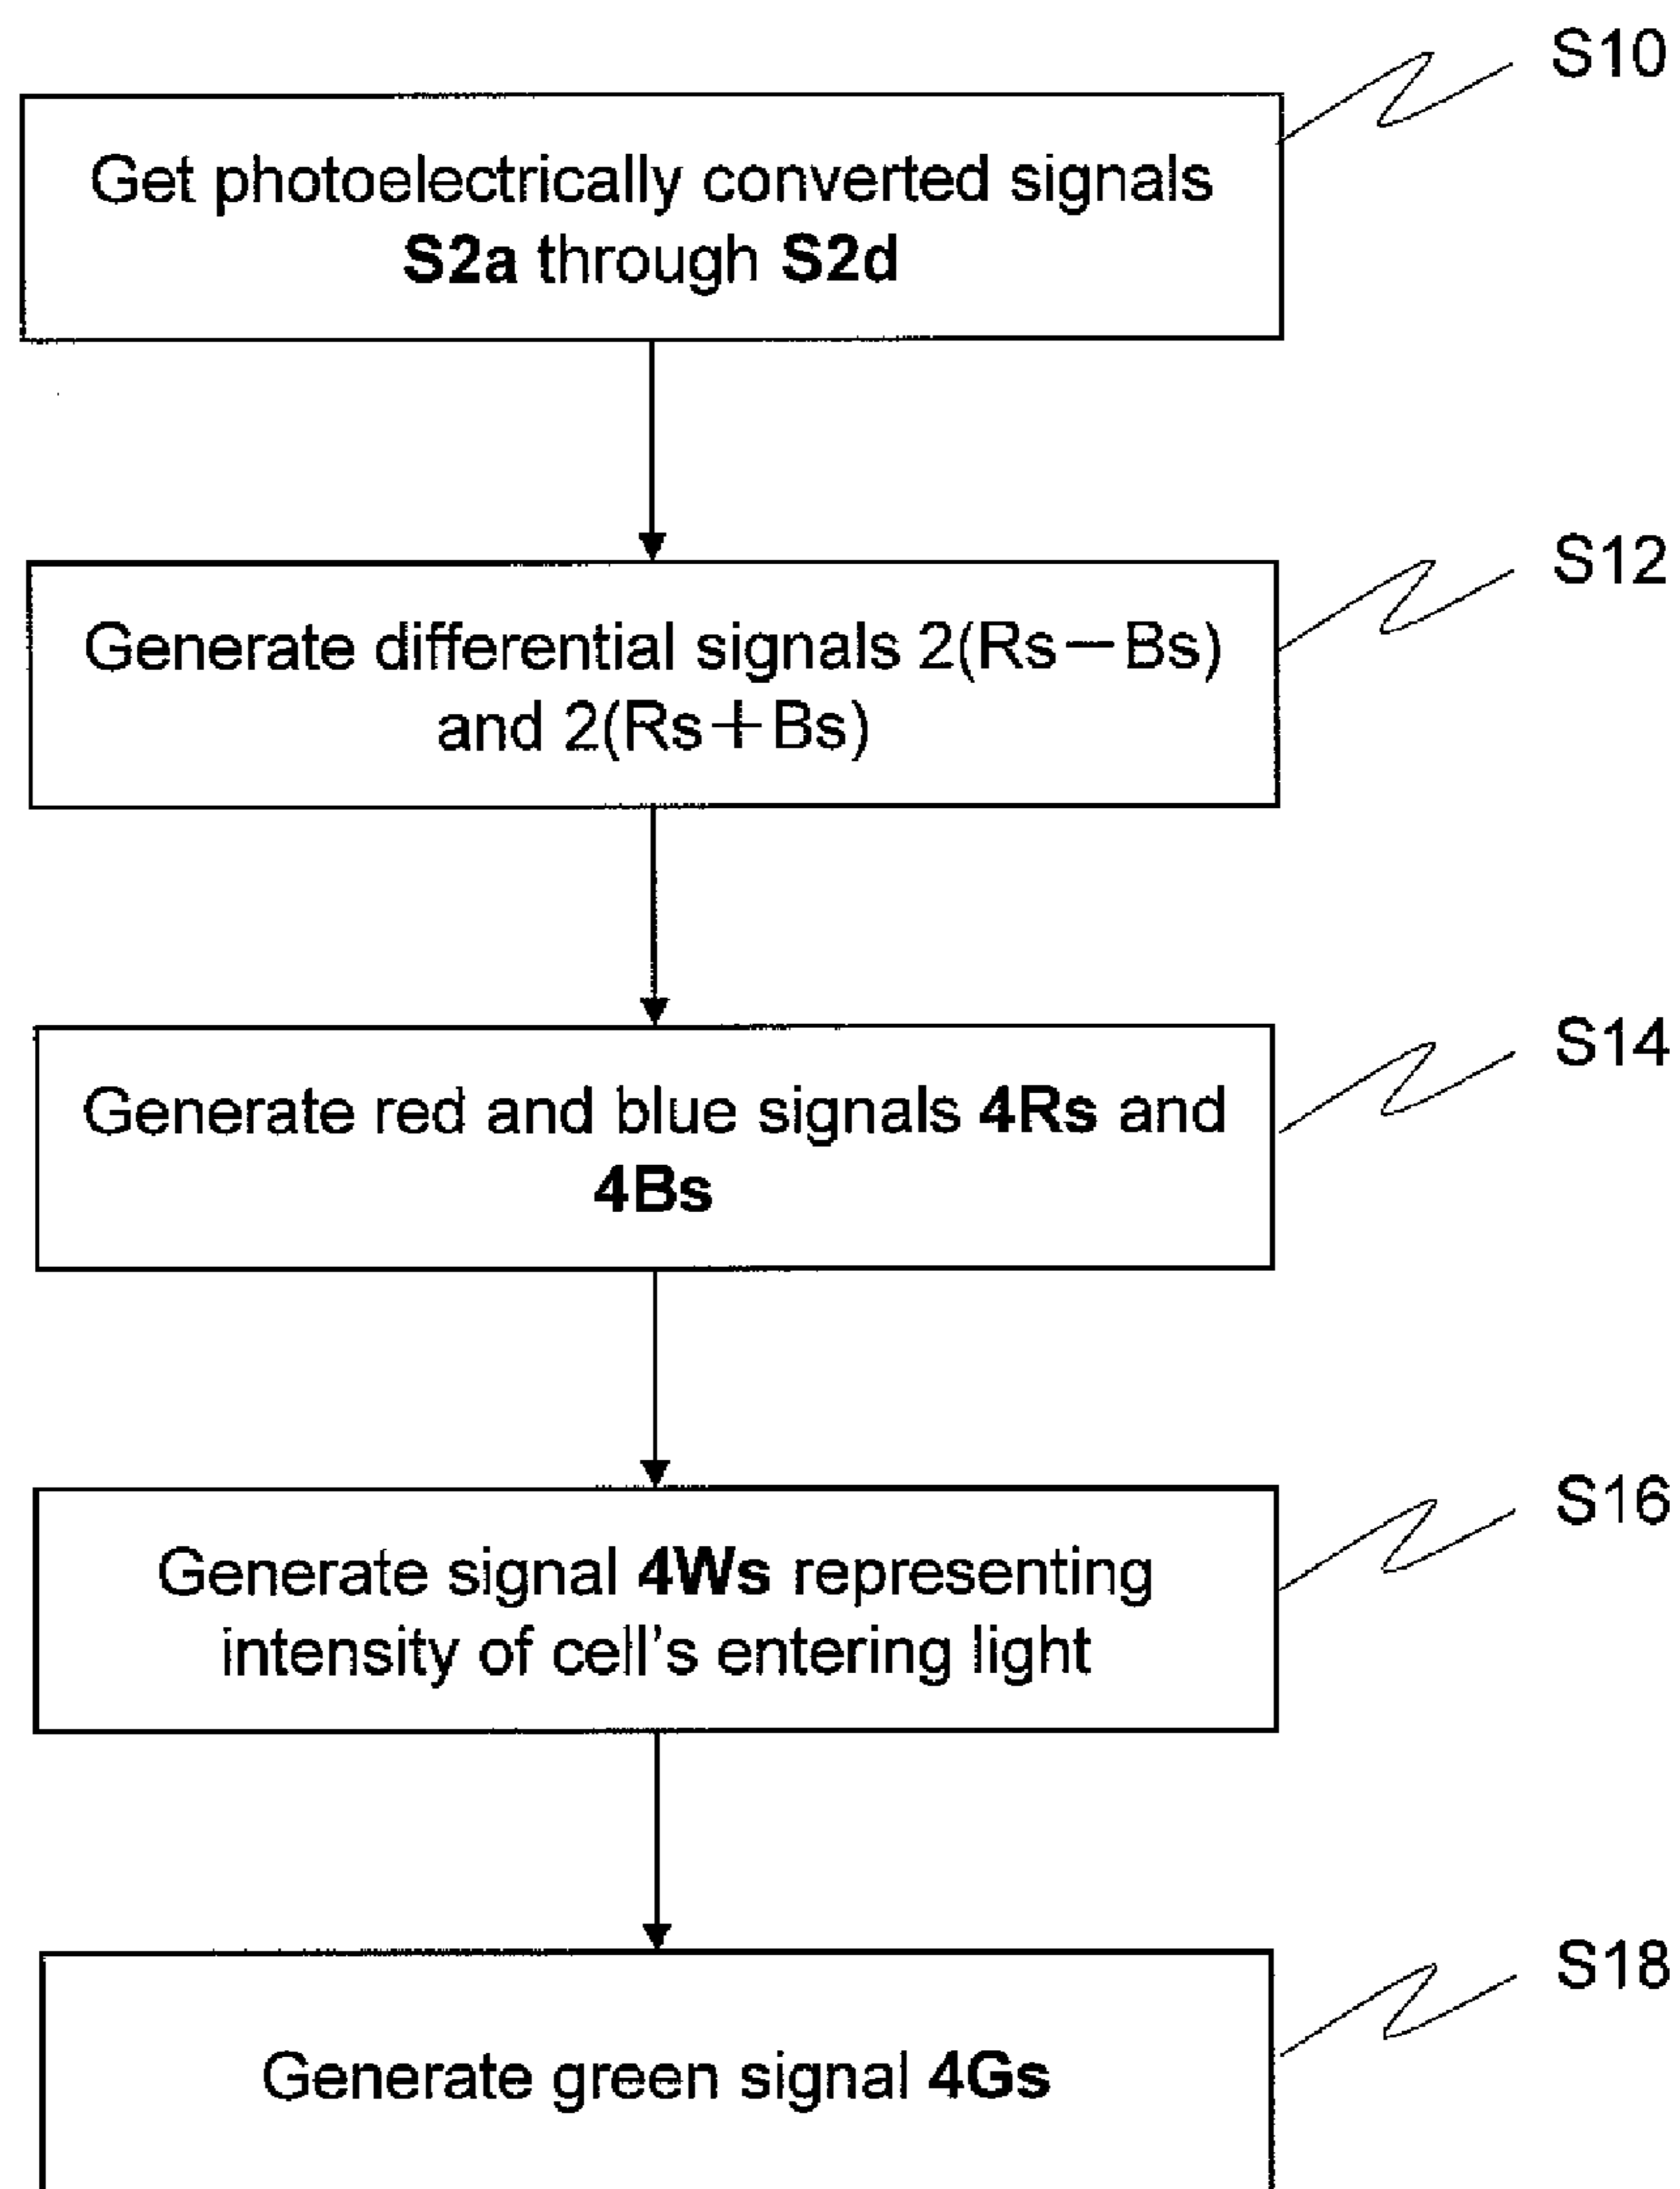 S10
Get photoelectrically converted signals
S2a through S2d
S12
Generate differential signals 2(Rs－Bs)
and 2(Rs＋Bs)
S14
Generate red and blue signals 4Rs and
4Bs
S16
Generate signal 4Ws representing
intensity of cell's entering light
S18
Generate green signal 4Gs